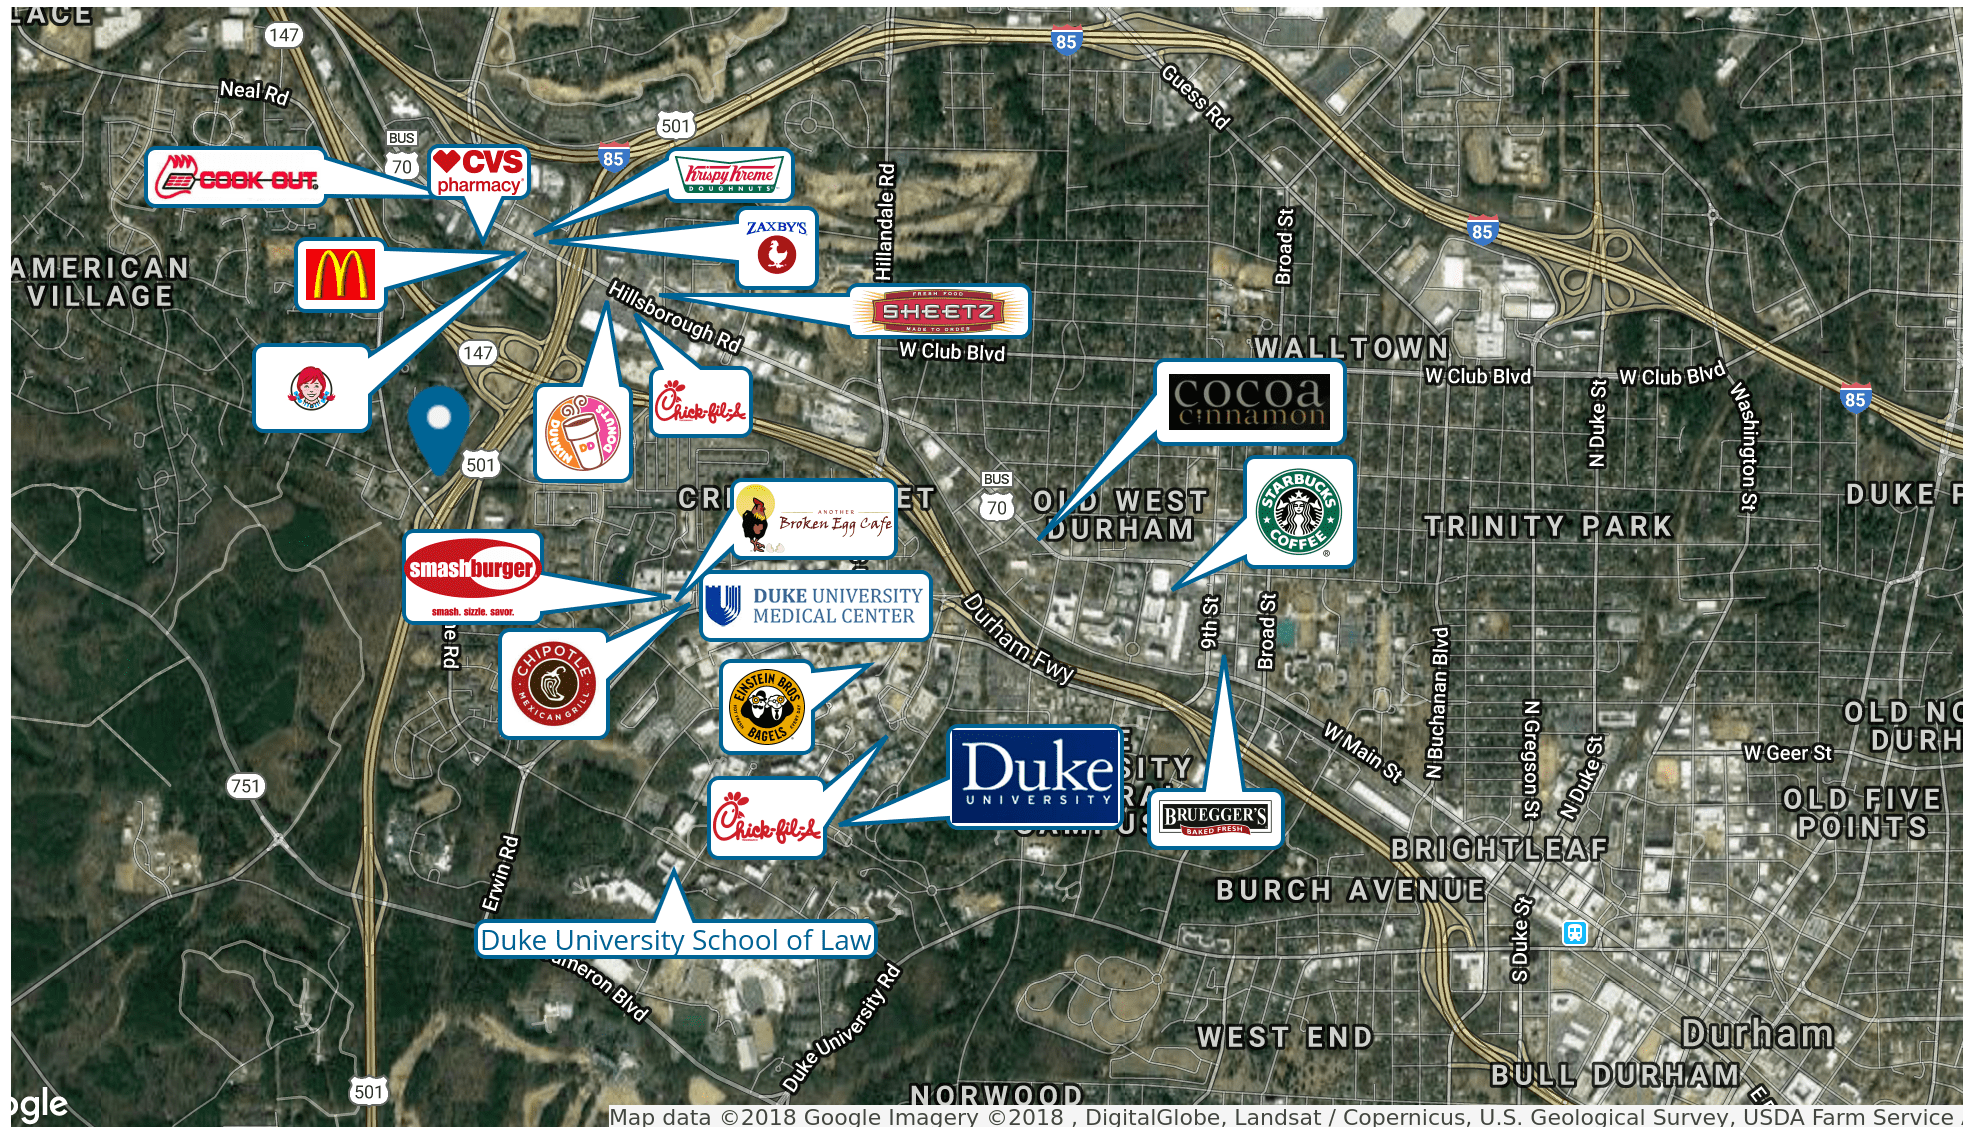 LACE
147
85
Neal Rd
Guess Rd
501
BUS
70
85
COOK OUT
CVS
pharmacy
Krispy Kreme
DOUGHNUTS
ZAXBY'S
Hillandale Rd
Broad St
85
AMERICAN
VILLAGE
Hillsborough Rd
FRESH FOOD
SHEETZ
MADE TO ORDER
W Club Blvd
WALLTOWN
W Club Blvd
W Club Blvd
147
85
N Duke St
Washington St
cocoa
cinnamon
DUNKIN'
DONUTS
DD
Chick-fil-A
501
BUS
70
OLD WEST
DURHAM
STARBUCKS
COFFEE
TRINITY PARK
ANOTHER
Broken Egg Cafe
smashburger
smash. sizzle. savor.
DUKE UNIVERSITY
MEDICAL CENTER
Durham Fwy
9th St
Broad St
N Buchanan Blvd
CHIPOTLE
MEXICAN GRILL
EINSTEIN BROS
BAGELS
Duke
UNIVERSITY
Chick-fil-A
BRUEGGER'S
BAKED FRESH
W Main St
N Gregson St
N Duke St
W Geer St
OLD FIVE
POINTS
751
Erwin Rd
BRIGHTLEAF
BURCH AVENUE
S Duke St
Duke University School of Law
Duke University Rd
WEST END
Durham
BULL DURHAM
501
NORWOOD
Map data ©2018 Google Imagery ©2018 , DigitalGlobe, Landsat / Copernicus, U.S. Geological Survey, USDA Farm Service